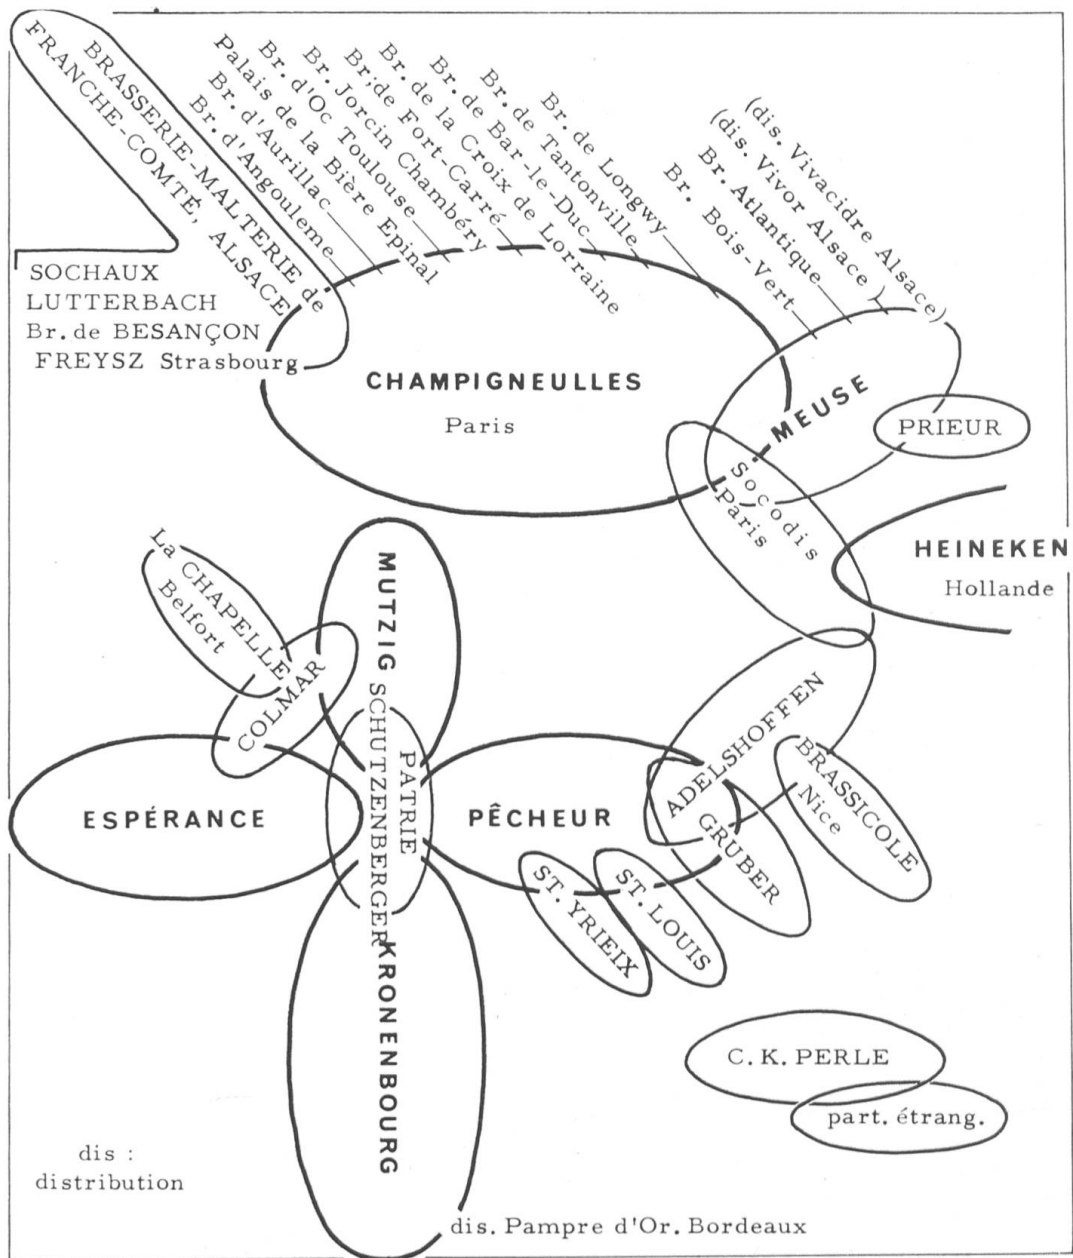 BRASSERIE-MALTERIE de
FRANCHE-COMTÉ, ALSACE
SOCHAUX
LUTTERBACH
Br. de BESANÇON
FREYSZ Strasbourg
Br. d'Angouleme
Br. d'Aurillac
Palais de la Bière Epinal
Br. d'Oc Toulouse
Br. Jorcin Chambéry
Br; de Fort-Carré
Br. de la Croix de Lorraine
Br. de Bar-le-Duc
Br. de Tantonville
Br. de Longwy
Br. Bois-Vert
Br. Atlantique
(dis. Vivor Alsace )
(dis. Vivacidre Alsace)
CHAMPIGNEULLES
Paris
MEUSE
PRIEUR
Socodis
Paris
HEINEKEN
Hollande
La CHAPELLE
Belfort
COLMAR
MUTZIG
SCHUTZENBERGER
PATRIE
ESPÉRANCE
PÊCHEUR
ADELSHOFFEN
GRUBER
BRASSICOLE
Nice
ST. YRIEIX
ST. LOUIS
KRONENBOURG
C. K. PERLE
part. étrang.
dis :
distribution
dis. Pampre d'Or. Bordeaux